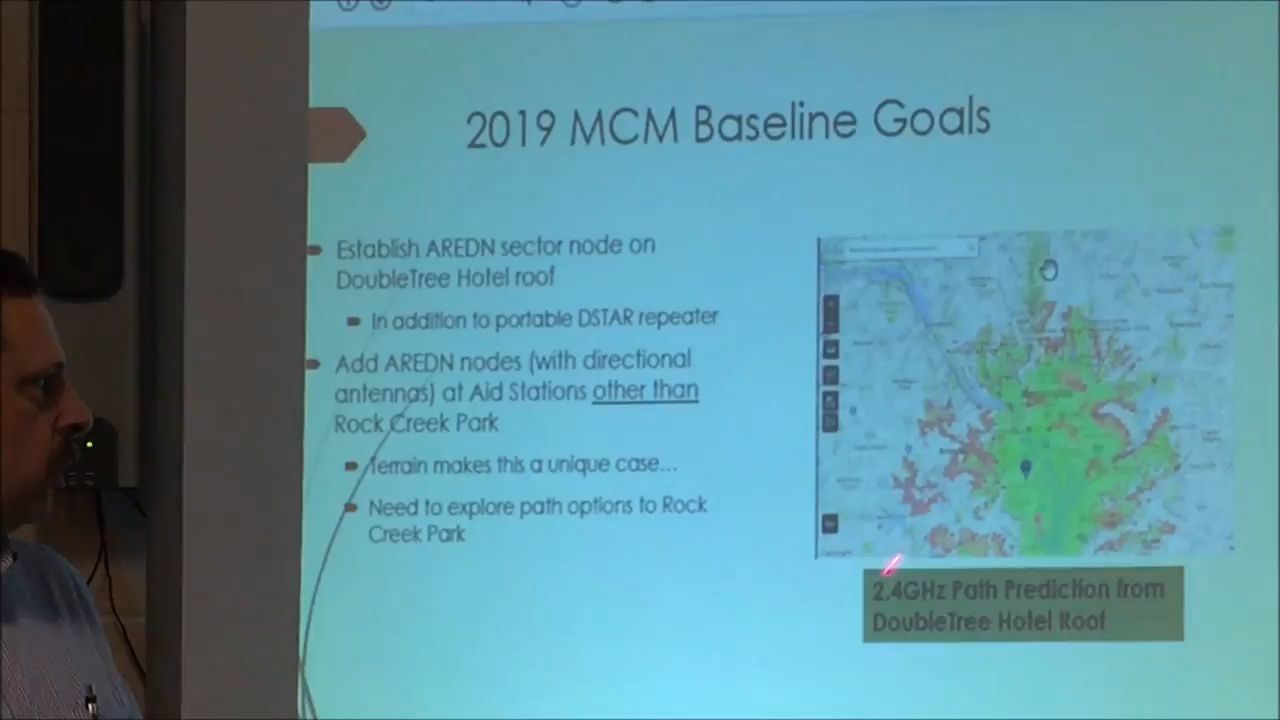 2019 MCM Baseline Goals
Establish AREDN sector node on
DoubleTree Hotel roof
In addition to portable DSTAR repeater
Add AREDN nodes (with directional
antennas) at Aid Stations other than
Rock Creek Park
Terrain makes this a unique case...
Need to explore path options to Rock
Creek Park
2.4GHz Path Prediction from
DoubleTree Hotel Roof